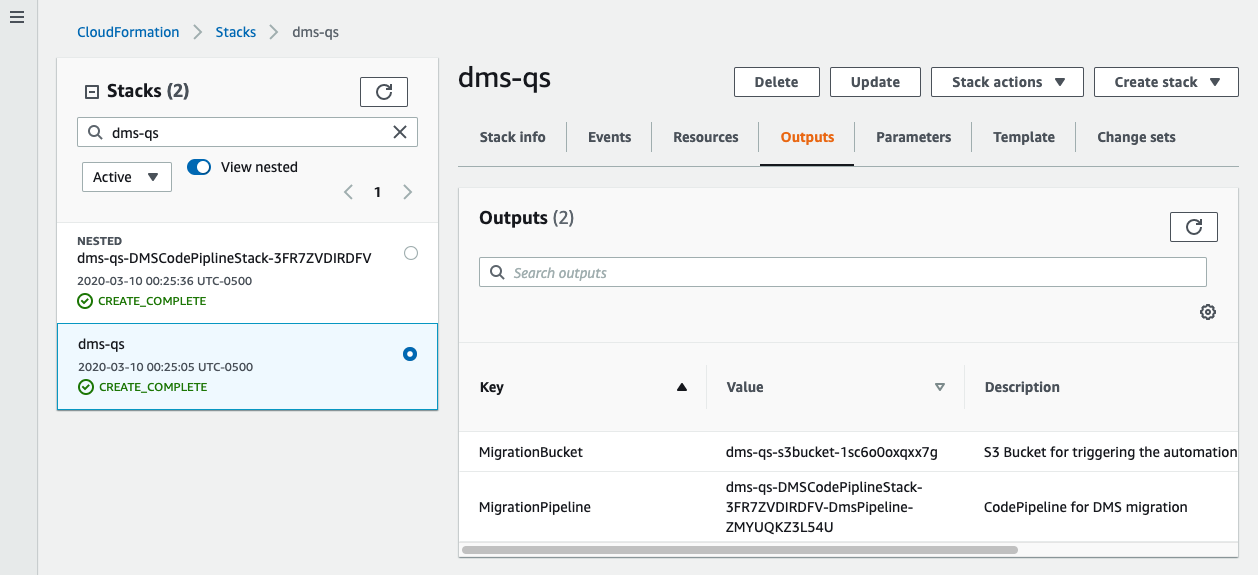 CloudFormation > Stacks > dms-qs
Stacks (2)
dms-qs
Active
View nested
1
NESTED
dms-qs-DMSCodePiplineStack-3FR7ZVDIRDFV
2020-03-10 00:25:36 UTC-0500
CREATE_COMPLETE
dms-qs
2020-03-10 00:25:05 UTC-0500
CREATE_COMPLETE
dms-qs
Delete Update Stack actions Create stack
Stack info Events Resources Outputs Parameters Template Change sets
Outputs (2)
Search outputs
Key Value Description
MigrationBucket dms-qs-s3bucket-1sc6o0oxqxx7g S3 Bucket for triggering the automation
dms-qs-DMSCodePiplineStack-
MigrationPipeline 3FR7ZVDIRDFV-DmsPipeline- CodePipeline for DMS migration
ZMYUQKZ3L54U